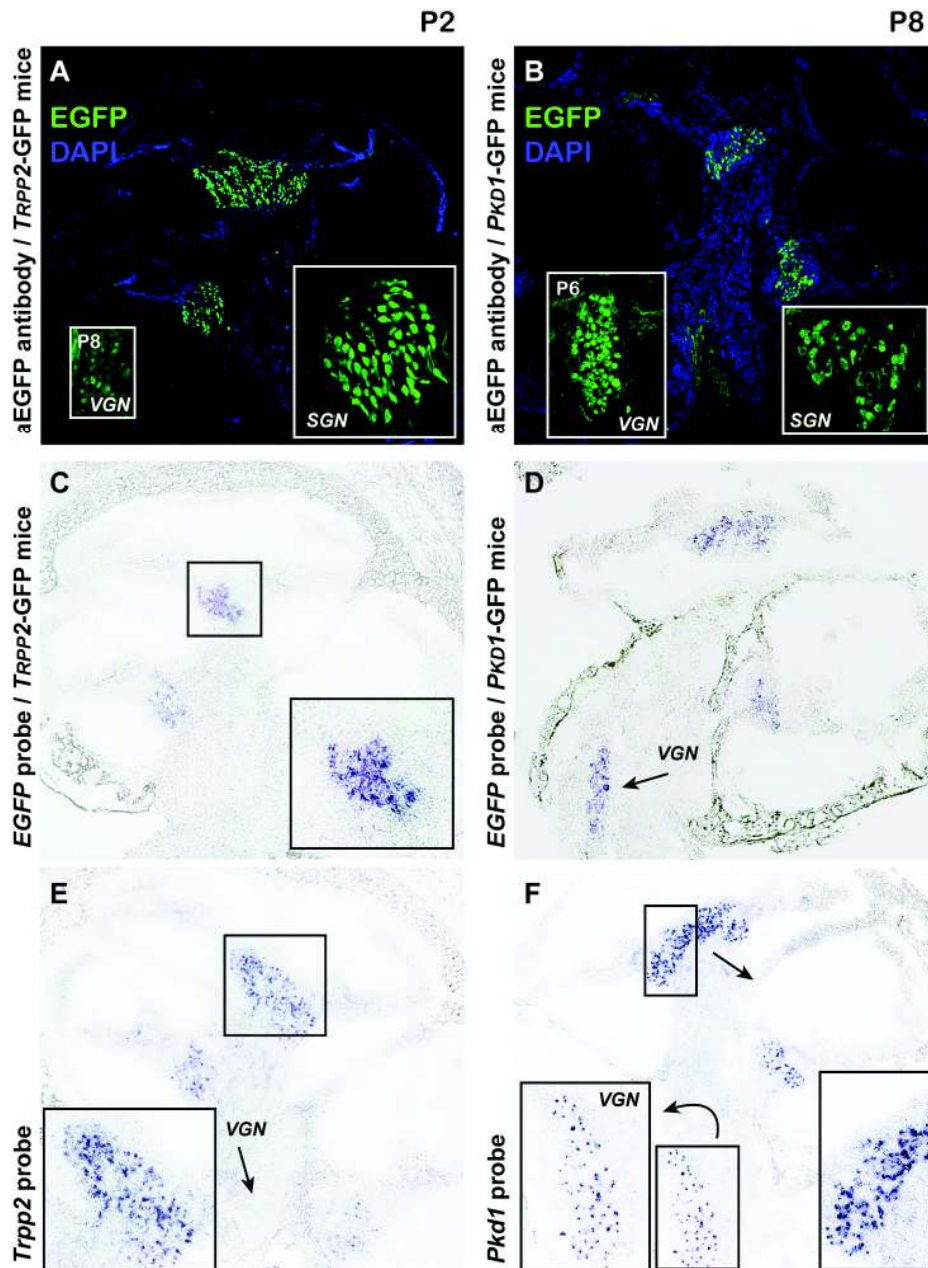 P2
P8
aEGFP antibody / TRPP2-GFP mice
A
EGFP
DAPI
P8
VGN
SGN
aEGFP antibody / PKD1-GFP mice
B
EGFP
DAPI
P6
VGN
SGN
EGFP probe / TRPP2-GFP mice
C
EGFP probe / PKD1-GFP mice
D
VGN
Trpp2 probe
E
VGN
Pkd1 probe
F
VGN